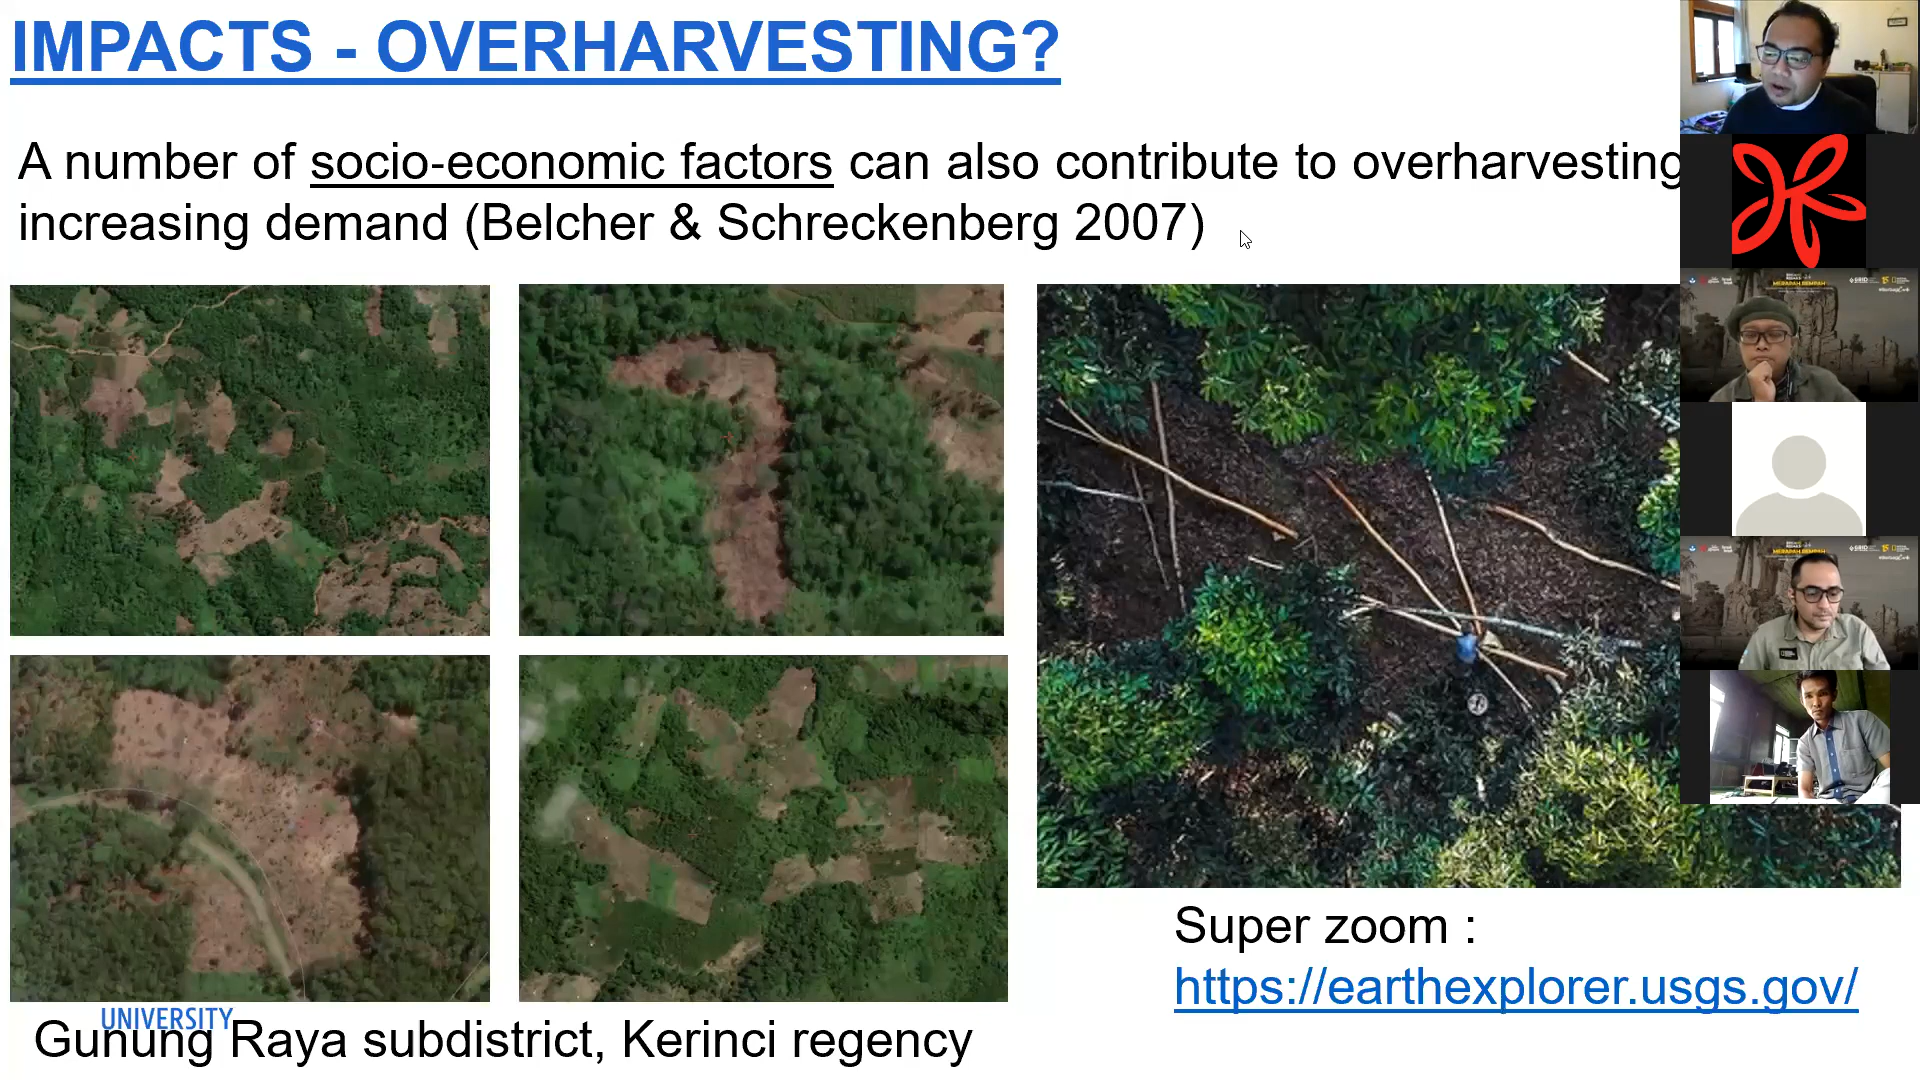 IMPACTS - OVERHARVESTING?
A number of socio-economic factors can also contribute to overharvesting
increasing demand (Belcher & Schreckenberg 2007)
Super zoom :
https://earthexplorer.usgs.gov/
UNIVERSITY
Gunung Raya subdistrict, Kerinci regency